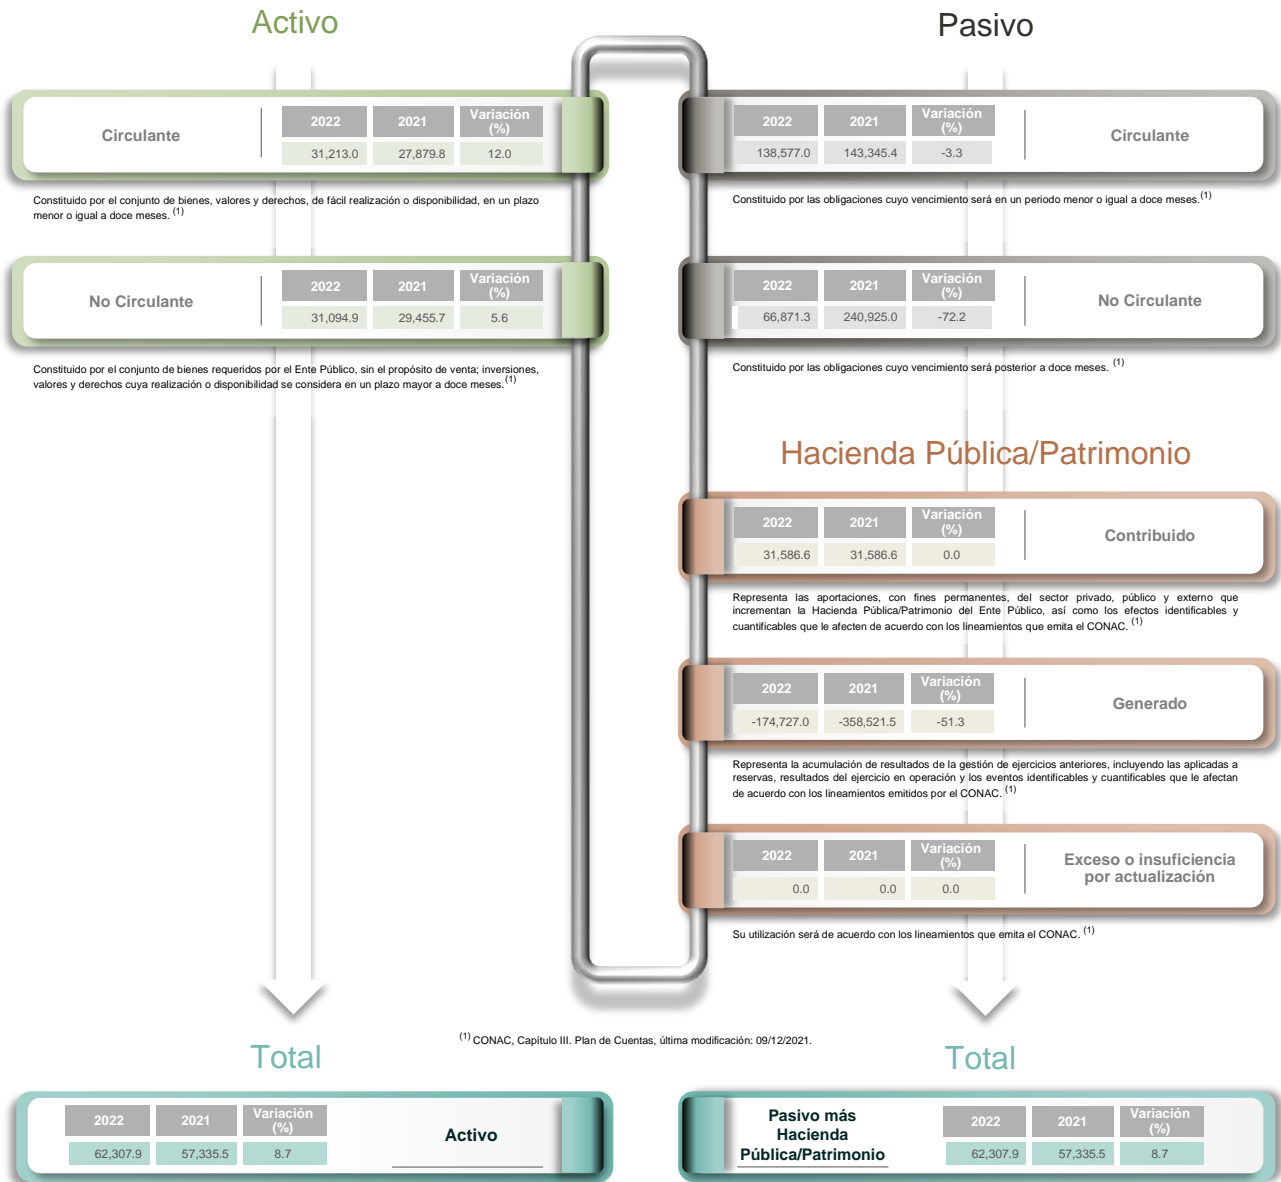 Activo
Circulante
2022 2021 Variación (%)
31,213.0 27,879.8 12.0
Constituido por el conjunto de bienes, valores y derechos, de fácil realización o disponibilidad, en un plazo
menor o igual a doce meses. (1)
No Circulante
2022 2021 Variación (%)
31,094.9 29,455.7 5.6
Constituido por el conjunto de bienes requeridos por el Ente Público, sin el propósito de venta; inversiones,
valores y derechos cuya realización o disponibilidad se considera en un plazo mayor a doce meses. (1)
Pasivo
2022 2021 Variación (%)
138,577.0 143,345.4 -3.3
Circulante
Constituido por las obligaciones cuyo vencimiento será en un periodo menor o igual a doce meses. (1)
2022 2021 Variación (%)
66,871.3 240,925.0 -72.2
No Circulante
Constituido por las obligaciones cuyo vencimiento será posterior a doce meses. (1)
Hacienda Pública/Patrimonio
2022 2021 Variación (%)
31,586.6 31,586.6 0.0
Contribuido
Representa las aportaciones, con fines permanentes, del sector privado, público y externo que
incrementan la Hacienda Pública/Patrimonio del Ente Público, así como los efectos identificables y
cuantificables que le afecten de acuerdo con los lineamientos que emita el CONAC. (1)
2022 2021 Variación (%)
-174,727.0 -358,521.5 -51.3
Generado
Representa la acumulación de resultados de la gestión de ejercicios anteriores, incluyendo las aplicadas a
reservas, resultados del ejercicio en operación y los eventos identificables y cuantificables que le afectan
de acuerdo con los lineamientos emitidos por el CONAC. (1)
2022 2021 Variación (%)
0.0 0.0 0.0
Exceso o insuficiencia
por actualización
Su utilización será de acuerdo con los lineamientos que emita el CONAC. (1)
(1) CONAC, Capítulo III. Plan de Cuentas, última modificación: 09/12/2021.
Total
2022 2021 Variación (%)
62,307.9 57,335.5 8.7
Activo
Total
Pasivo más
Hacienda
Pública/Patrimonio
2022 2021 Variación (%)
62,307.9 57,335.5 8.7